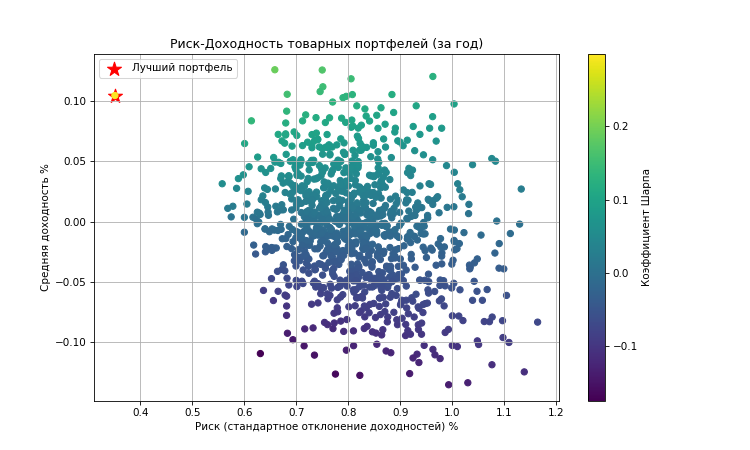 Риск-Доходность товарных портфелей (за год)
Лучший портфель
0.10
0.05
0.00
−0.05
−0.10
Средняя доходность %
0.4 0.5 0.6 0.7 0.8 0.9 1.0 1.1 1.2
Риск (стандартное отклонение доходностей) %
0.2
0.1
0.0
−0.1
Коэффициент Шарпа